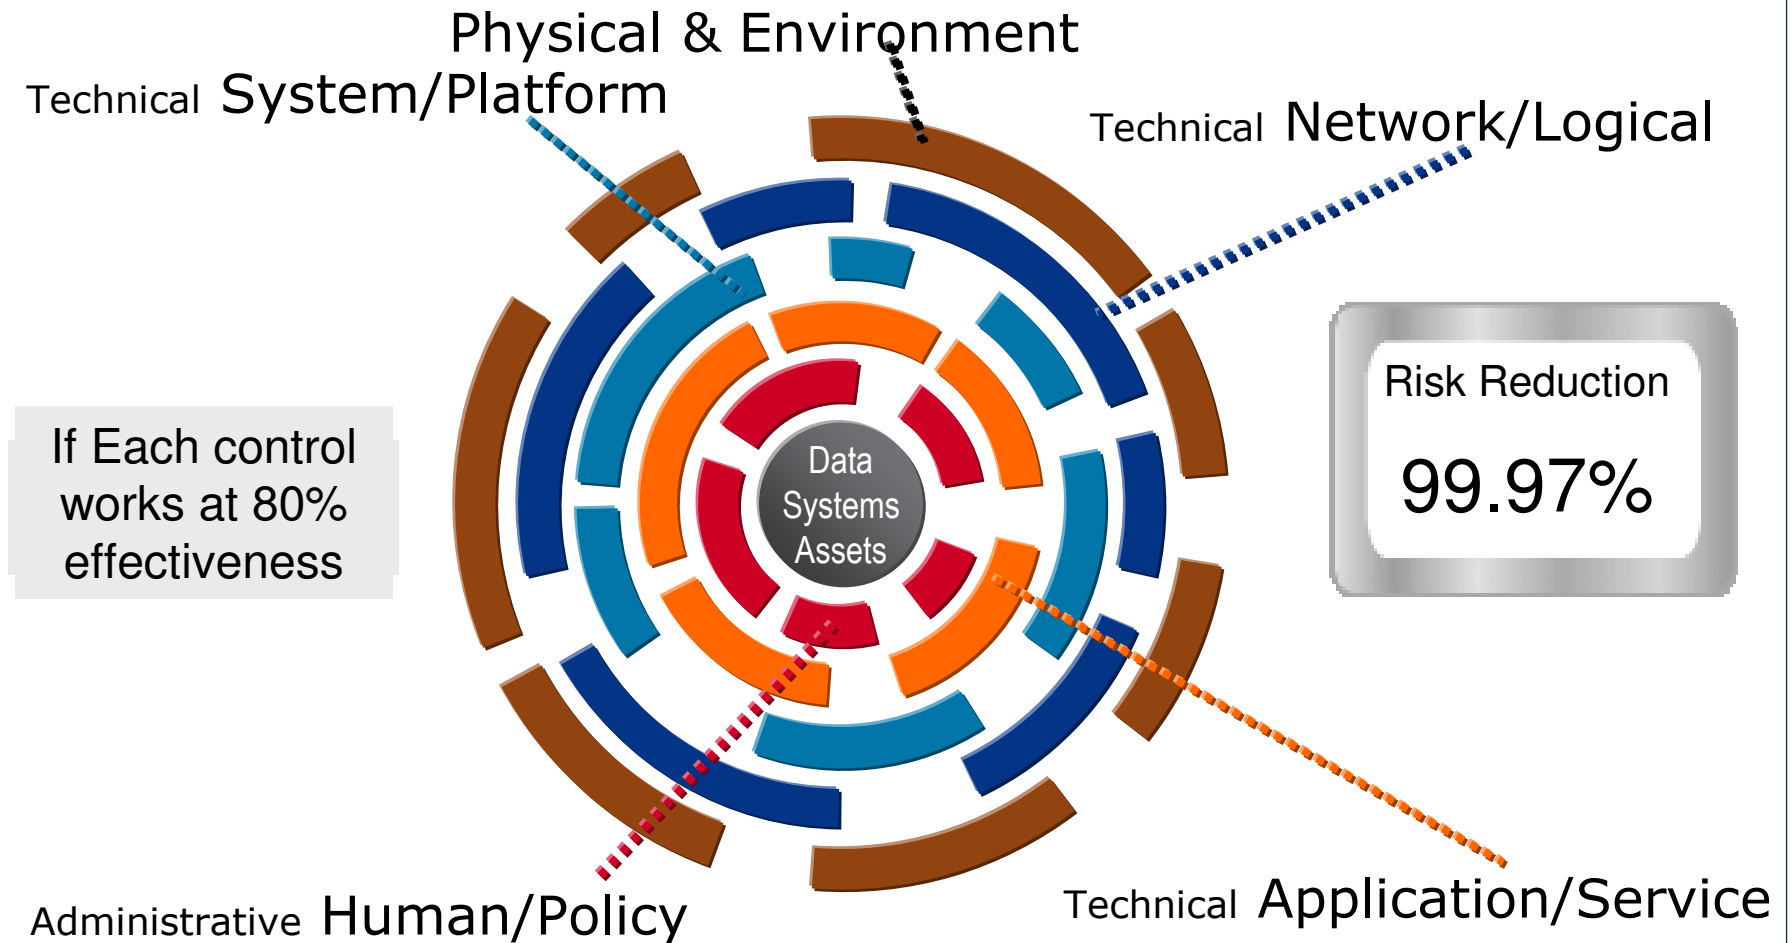 Physical & Environment
Technical System/Platform
Technical Network/Logical
Risk Reduction
99.97%
If Each control
works at 80%
effectiveness
Data
Systems
Assets
Technical Application/Service
Administrative Human/Policy